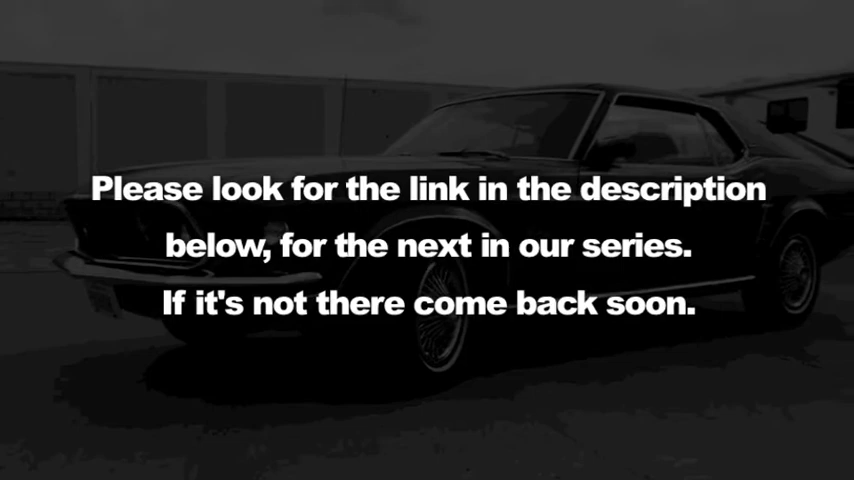 Please look for the link in the description
below, for the next in our series.
If it's not there come back soon.